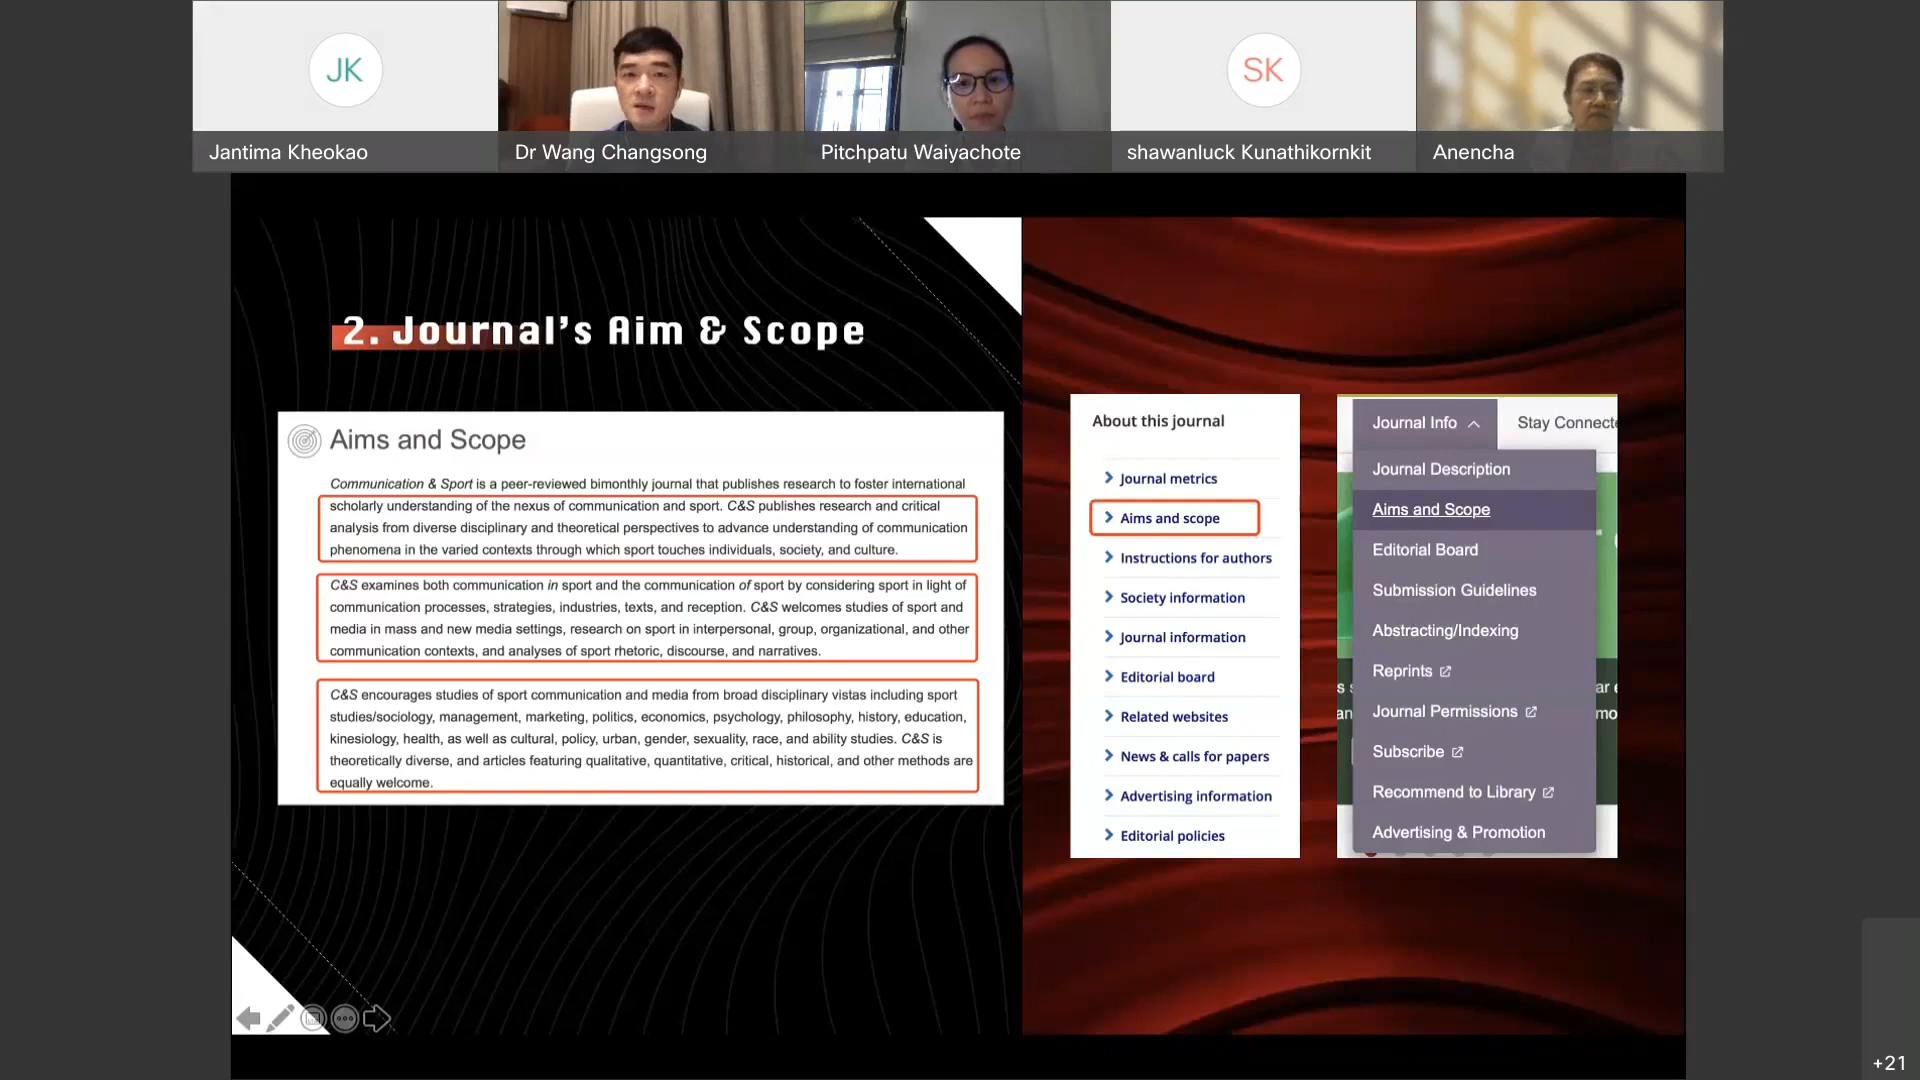 JK
SK
Jantima Kheokao
Dr Wang Changsong
Pitchpatu Waiyachote
shawanluck Kunathikornkit
Anencha
2. Journal's Aim & Scope
Aims and Scope
Communication & Sport is a peer-reviewed bimonthly journal that publishes research to foster international
scholarly understanding of the nexus of communication and sport. C&S publishes research and critical
analysis from diverse disciplinary and theoretical perspectives to advance understanding of communication
phenomena in the varied contexts through which sport touches individuals, society, and culture.
C&S examines both communication in sport and the communication of sport by considering sport in light of
communication processes, strategies, industries, texts, and reception. C&S welcomes studies of sport and
media in mass and new media settings, research on sport in interpersonal, group, organizational, and other
communication contexts, and analyses of sport rhetoric, discourse, and narratives.
C&S encourages studies of sport communication and media from broad disciplinary vistas including sport
studies/sociology, management, marketing, politics, economics, psychology, philosophy, history, education,
kinesiology, health, as well as cultural, policy, urban, gender, sexuality, race, and ability studies. C&S is
theoretically diverse, and articles featuring qualitative, quantitative, critical, historical, and other methods are
equally welcome.
About this journal
Journal metrics
Aims and scope
Instructions for authors
Society information
Journal information
Editorial board
Related websites
News & calls for papers
Advertising information
Editorial policies
Journal Info
Stay Connecte
Journal Description
Aims and Scope
Editorial Board
Submission Guidelines
Abstracting/Indexing
Reprints
Journal Permissions
Subscribe
Recommend to Library
Advertising & Promotion
+21